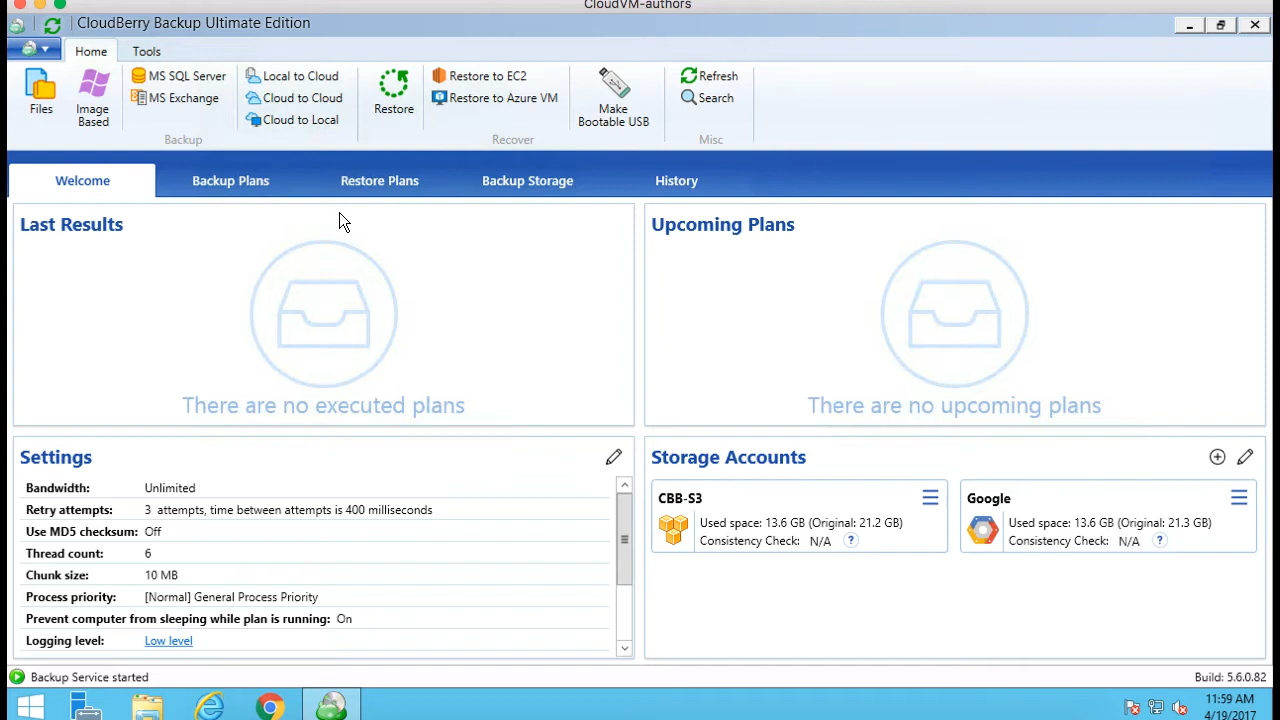 CloudVM-authors
CloudBerry Backup Ultimate Edition
Home Tools
Files
Image Based
MS SQL Server
MS Exchange
Backup
Local to Cloud
Cloud to Cloud
Cloud to Local
Restore
Restore to EC2
Restore to Azure VM
Recover
Make Bootable USB
Refresh
Search
Misc
Welcome Backup Plans Restore Plans Backup Storage History
Last Results
There are no executed plans
Upcoming Plans
There are no upcoming plans
Settings
Bandwidth: Unlimited
Retry attempts: 3 attempts, time between attempts is 400 milliseconds
Use MD5 checksum: Off
Thread count: 6
Chunk size: 10 MB
Process priority: [Normal] General Process Priority
Prevent computer from sleeping while plan is running: On
Logging level: Low level
Storage Accounts
CBB-S3
Used space: 13.6 GB (Original: 21.2 GB)
Consistency Check: N/A ?
Google
Used space: 13.6 GB (Original: 21.3 GB)
Consistency Check: N/A ?
Backup Service started
Build: 5.6.0.82
11:59 AM
4/19/2017